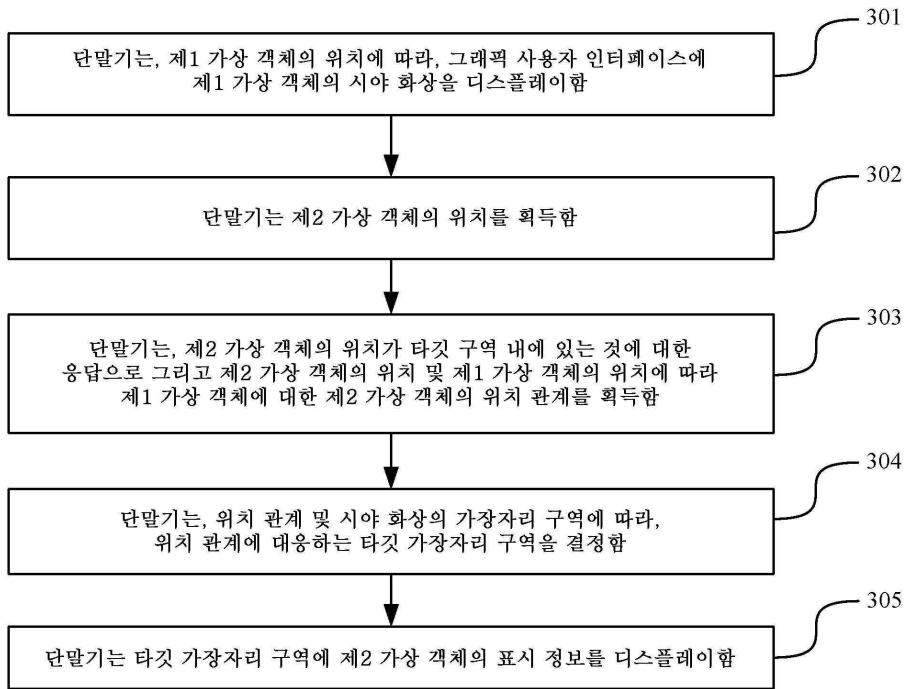 301
단말기는, 제1 가상 객체의 위치에 따라, 그래픽 사용자 인터페이스에
제1 가상 객체의 시야 화상을 디스플레이함
302
단말기는 제2 가상 객체의 위치를 획득함
303
단말기는, 제2 가상 객체의 위치가 타깃 구역 내에 있는 것에 대한
응답으로 그리고 제2 가상 객체의 위치 및 제1 가상 객체의 위치에 따라
제1 가상 객체에 대한 제2 가상 객체의 위치 관계를 획득함
304
단말기는, 위치 관계 및 시야 화상의 가장자리 구역에 따라,
위치 관계에 대응하는 타깃 가장자리 구역을 결정함
305
단말기는 타깃 가장자리 구역에 제2 가상 객체의 표시 정보를 디스플레이함